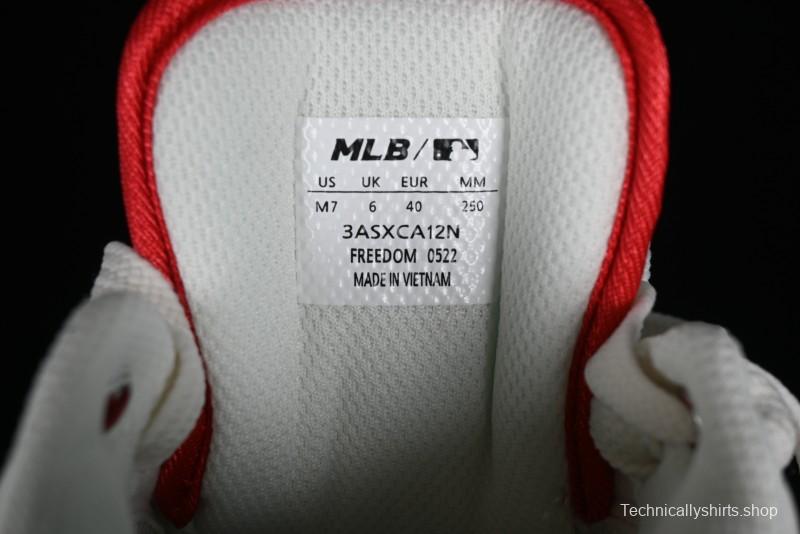 MLB /
US UK EUR MM
M7 6 40 250
3ASXCA12N
FREEDOM 0522
MADE IN VIETNAM
Technicallyshirts.shop